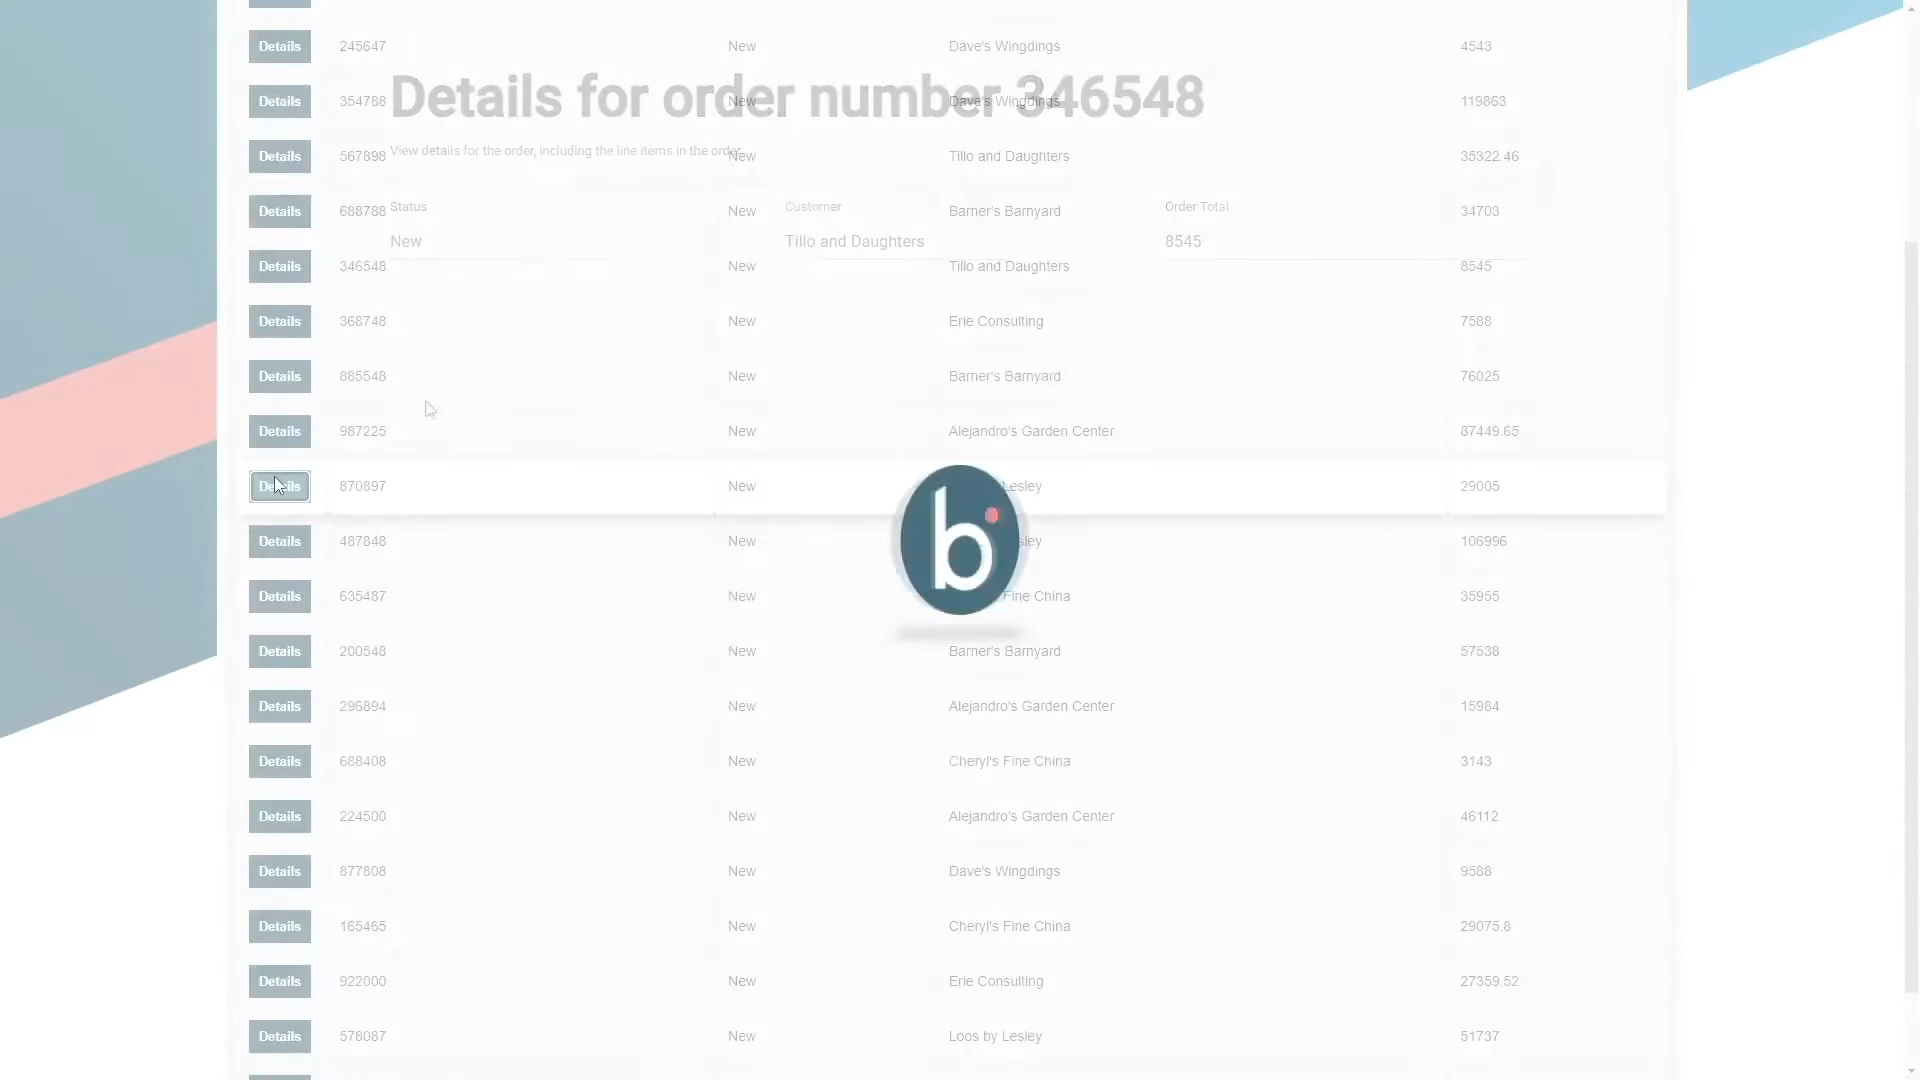 Details 245647 New Dave's Wingdings 4543
Details for order number 346548
Details 354788 New Dave's Wingdings 119863
View details for the order, including the line items in the order.
Details 567898 New Tillo and Daughters 35322.46
Status Customer Order Total
Details 688788 New Barner's Barnyard 34703
New Tillo and Daughters 8545
Details 346548 New Tillo and Daughters 8545
Details 368748 New Erie Consulting 7588
Details 885548 New Barner's Barnyard 76025
Details 987225 New Alejandro's Garden Center 87449.65
Details 870897 New Lesley 29005
b
Details 487848 New sley 106996
Details 635487 New Fine China 35955
Details 200548 New Barner's Barnyard 57538
Details 296894 New Alejandro's Garden Center 15984
Details 688408 New Cheryl's Fine China 3143
Details 224500 New Alejandro's Garden Center 46112
Details 877808 New Dave's Wingdings 9588
Details 165465 New Cheryl's Fine China 29075.8
Details 922000 New Erie Consulting 27359.52
Details 578087 New Loos by Lesley 51737